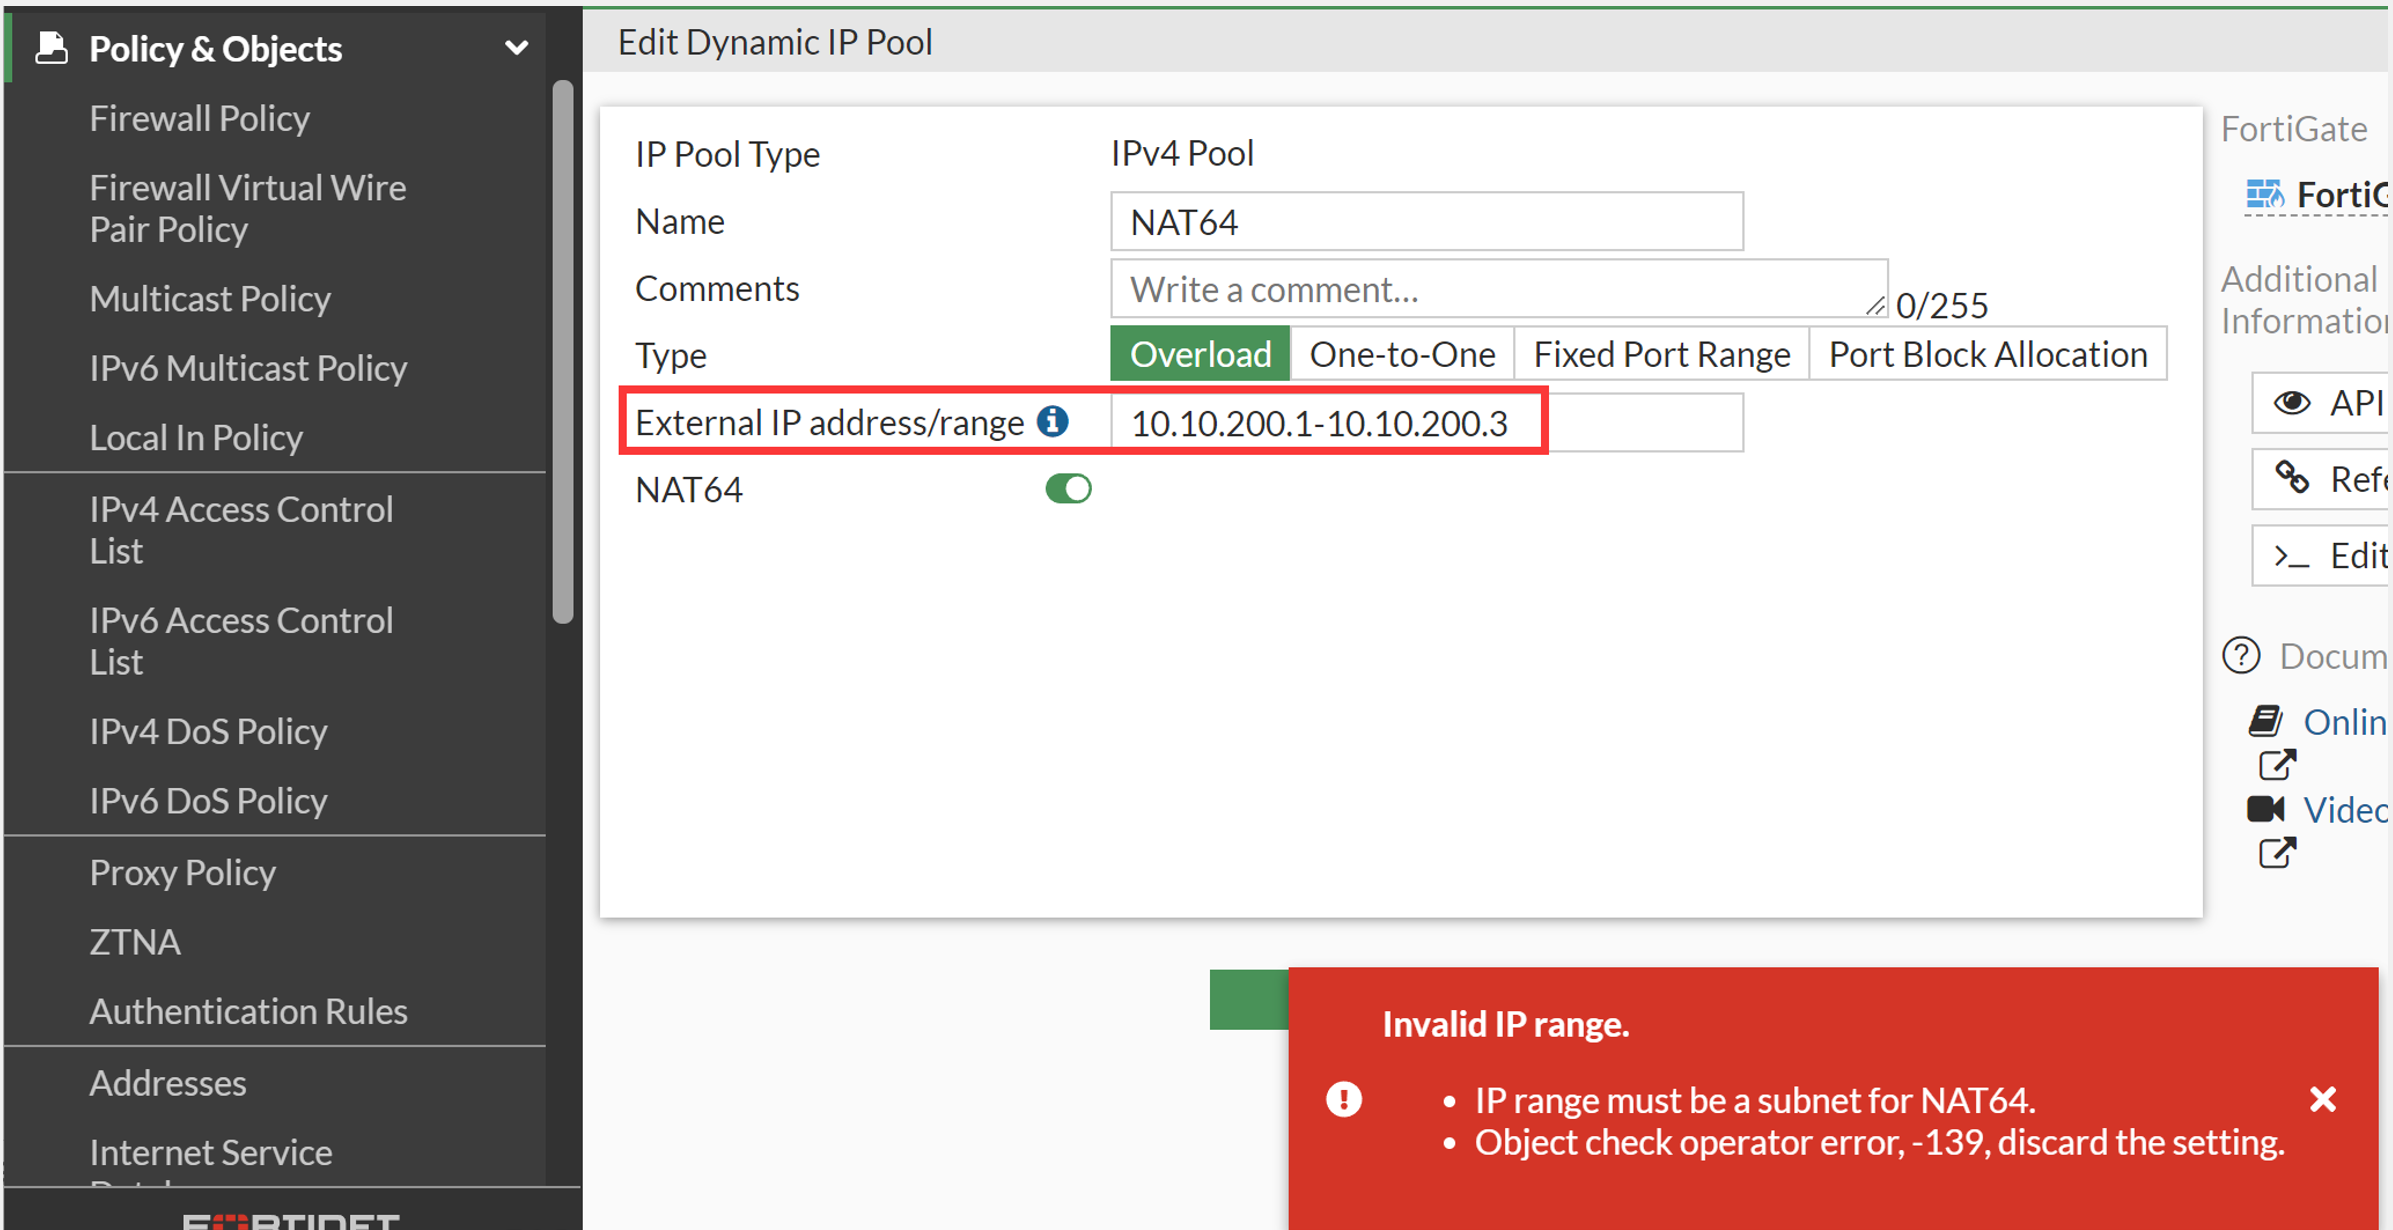 Policy & Objects
Firewall Policy
Firewall Virtual Wire
Pair Policy
Multicast Policy
IPv6 Multicast Policy
Local In Policy
IPv4 Access Control
List
IPv6 Access Control
List
IPv4 DoS Policy
IPv6 DoS Policy
Proxy Policy
ZTNA
Authentication Rules
Addresses
Internet Service
FORTINET
Edit Dynamic IP Pool
IP Pool Type IPv4 Pool
Name NAT64
Comments Write a comment... 0/255
Type Overload One-to-One Fixed Port Range Port Block Allocation
External IP address/range 10.10.200.1-10.10.200.3
NAT64
FortiGate
FortiG
Additional
Information
API
Refe
Edit
Docum
Onlin
Video
Invalid IP range.
• IP range must be a subnet for NAT64.
• Object check operator error, -139, discard the setting.